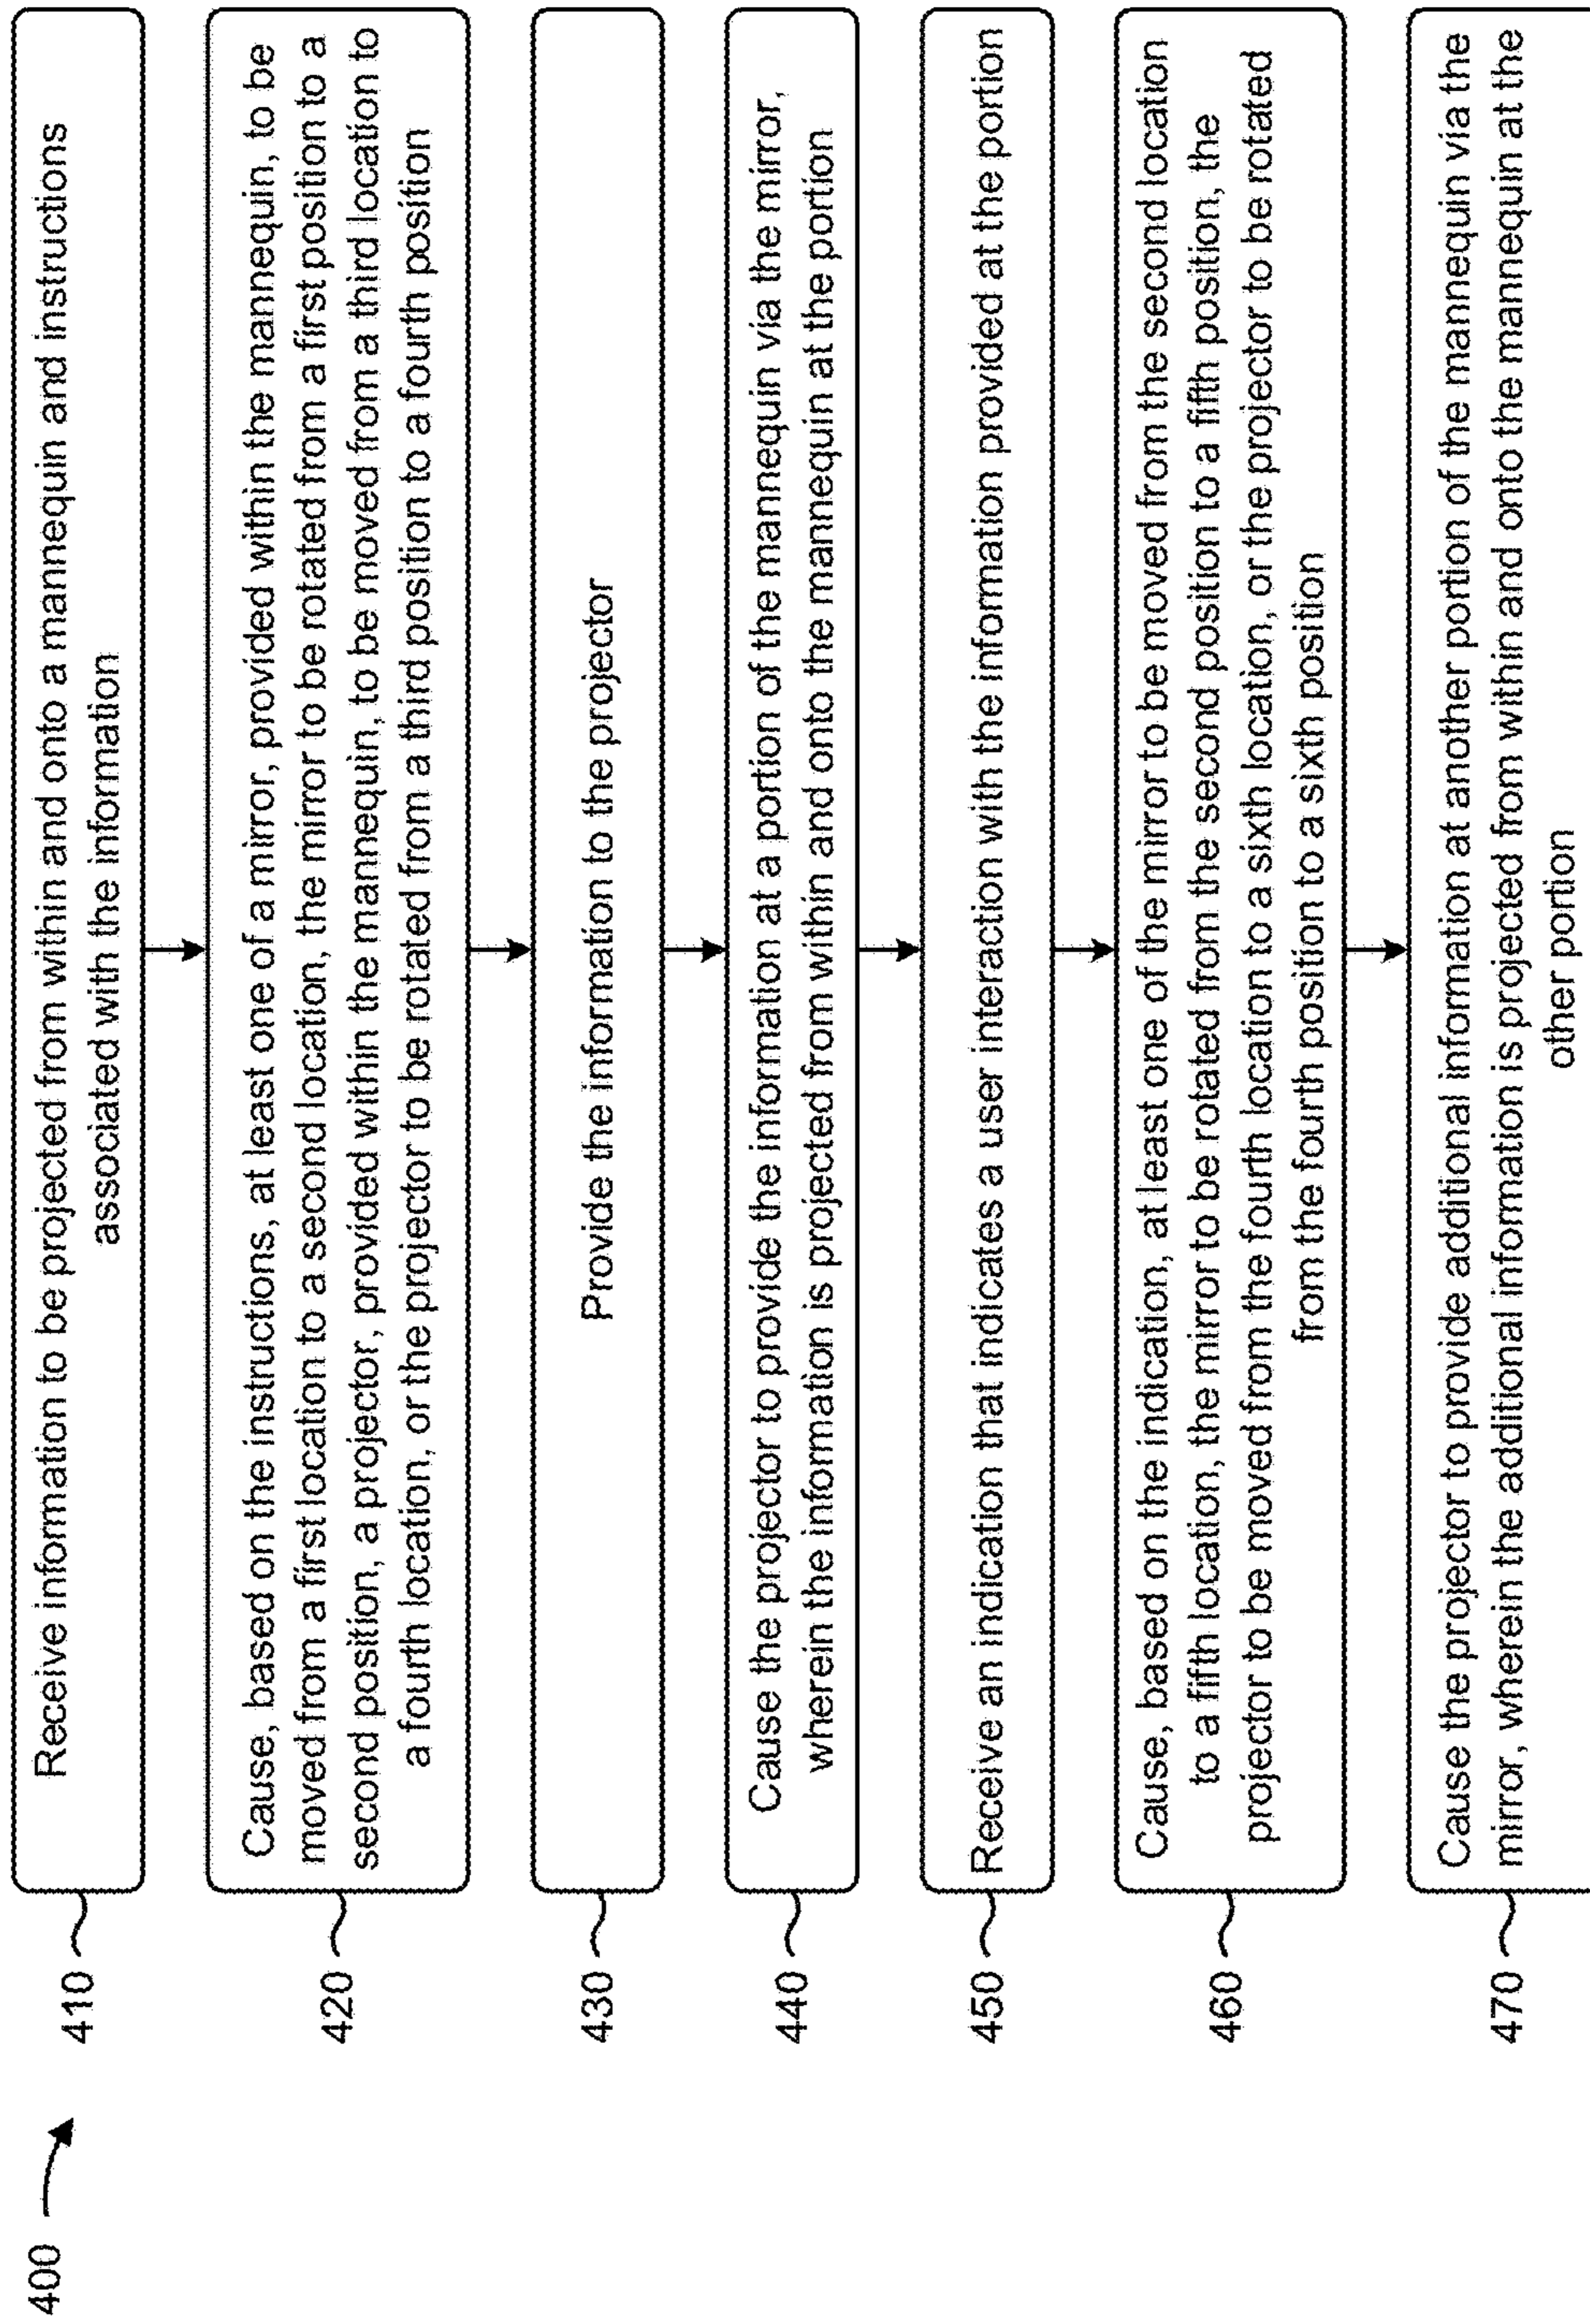 400
410
Receive information to be projected from within and onto a mannequin and instructions
associated with the information
420
Cause, based on the instructions, at least one of a mirror, provided within the mannequin, to be
moved from a first location to a second location, the mirror to be rotated from a first position to a
second position, a projector, provided within the mannequin, to be moved from a third location to
a fourth location, or the projector to be rotated from a third position to a fourth position
430
Provide the information to the projector
440
Cause the projector to provide the information at a portion of the mannequin via the mirror,
wherein the information is projected from within and onto the mannequin at the portion
450
Receive an indication that indicates a user interaction with the information provided at the portion
460
Cause, based on the indication, at least one of the mirror to be moved from the second location
to a fifth location, the mirror to be rotated from the second position to a fifth position, the
projector to be moved from the fourth location to a sixth location, or the projector to be rotated
from the fourth position to a sixth position
470
Cause the projector to provide additional information at another portion of the mannequin via the
mirror, wherein the additional information is projected from within and onto the mannequin at the
other portion